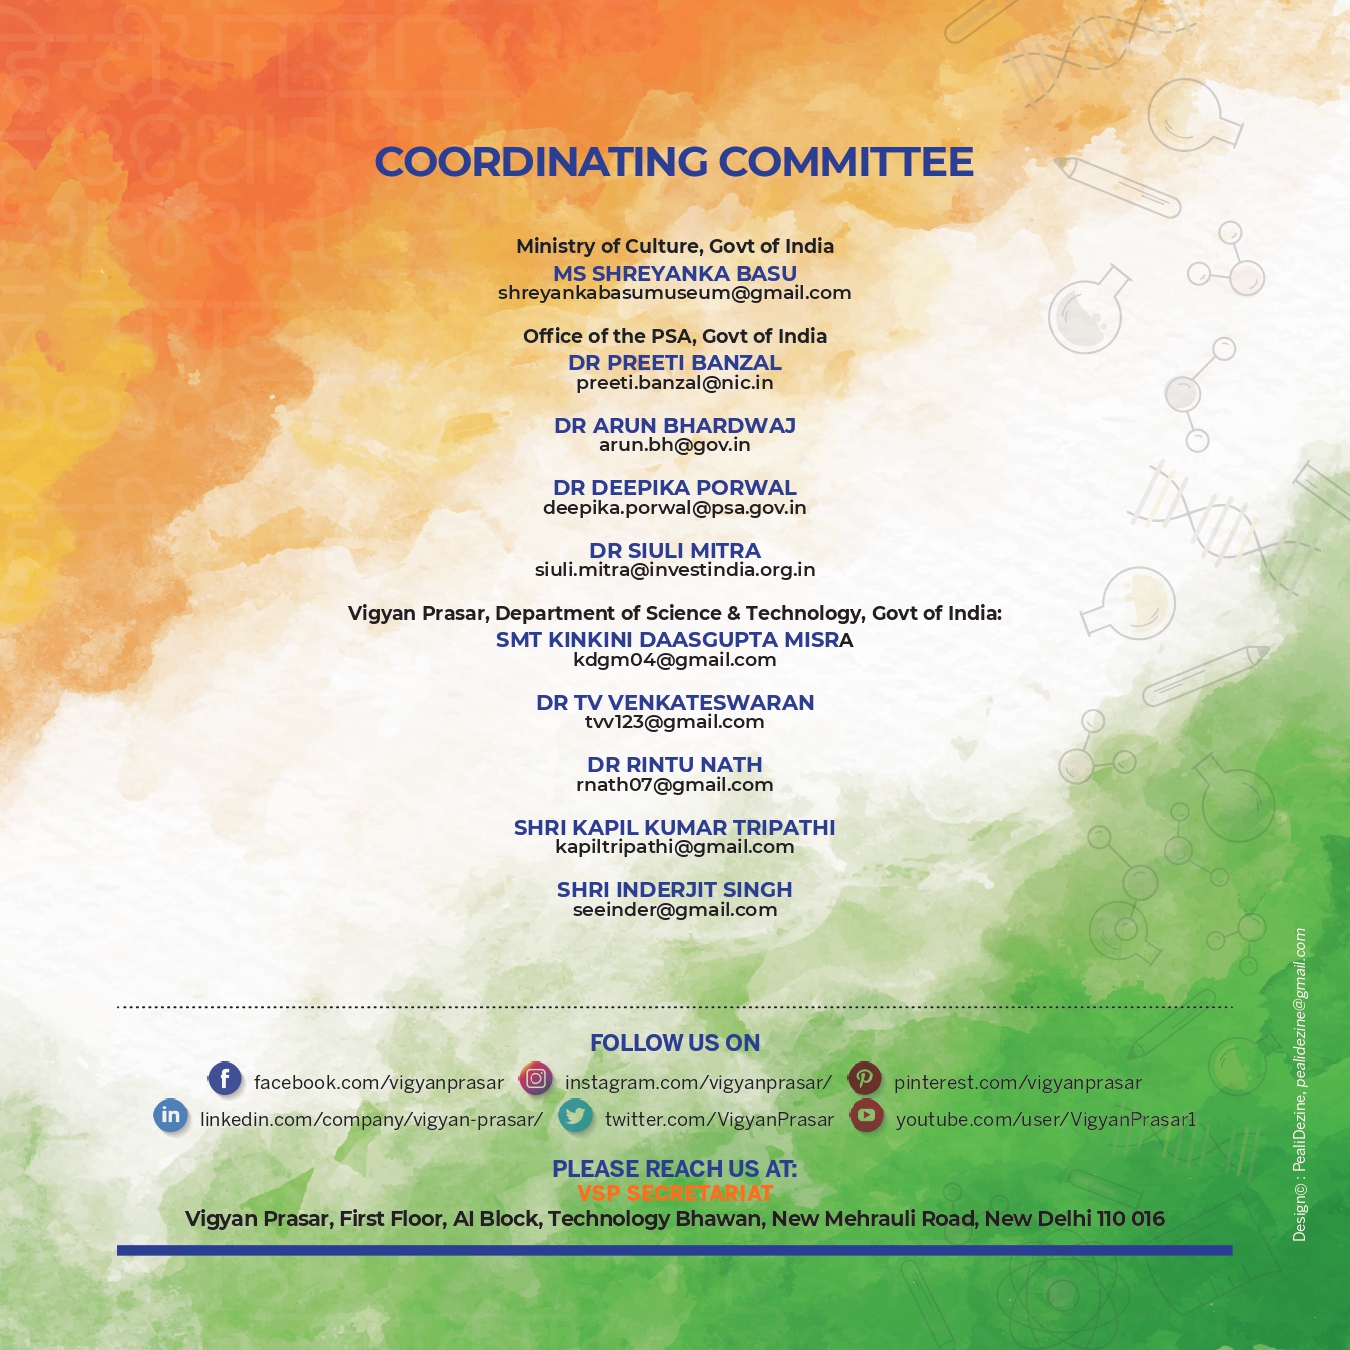 COORDINATING COMMITTEE
Ministry of Culture, Govt of India
MS SHREYANKA BASU
shreyankabasumuseum@gmail.com
Office of the PSA, Govt of India
DR PREETI BANZAL
preeti.banzal@nic.in
DR ARUN BHARDWAJ
arun.bh@gov.in
DR DEEPIKA PORWAL
deepika.porwal@psa.gov.in
DR SIULI MITRA
siuli.mitra@investindia.org.in
Vigyan Prasar, Department of Science & Technology, Govt of India:
SMT KINKINI DAASGUPTA MISRA
kdgm04@gmail.com
DR TV VENKATESWARAN
tvv123@gmail.com
DR RINTU NATH
rnath07@gmail.com
SHRI KAPIL KUMAR TRIPATHI
kapiltripathi@gmail.com
SHRI INDERJIT SINGH
seeinder@gmail.com
FOLLOW US ON
facebook.com/vigyanprasar instagram.com/vigyanprasar/ pinterest.com/vigyanprasar
linkedin.com/company/vigyan-prasar/ twitter.com/VigyanPrasar youtube.com/user/VigyanPrasar1
PLEASE REACH US AT:
VSP SECRETARIAT
Vigyan Prasar, First Floor, AI Block, Technology Bhawan, New Mehrauli Road, New Delhi 110 016
Design© : PealiDezine, pealidezine@gmail.com